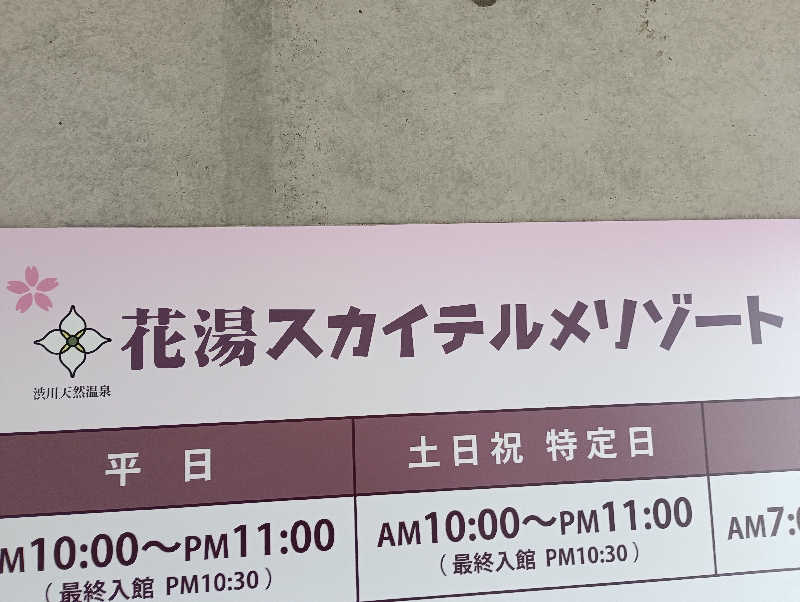 花湯スカイテルメリゾート
渋川天然温泉
平日
土日祝 特定日
M10:00～PM11:00
AM10:00～PM11:00
AM7:0
(最終入館 PM10:30)
(最終入館 PM10:30)